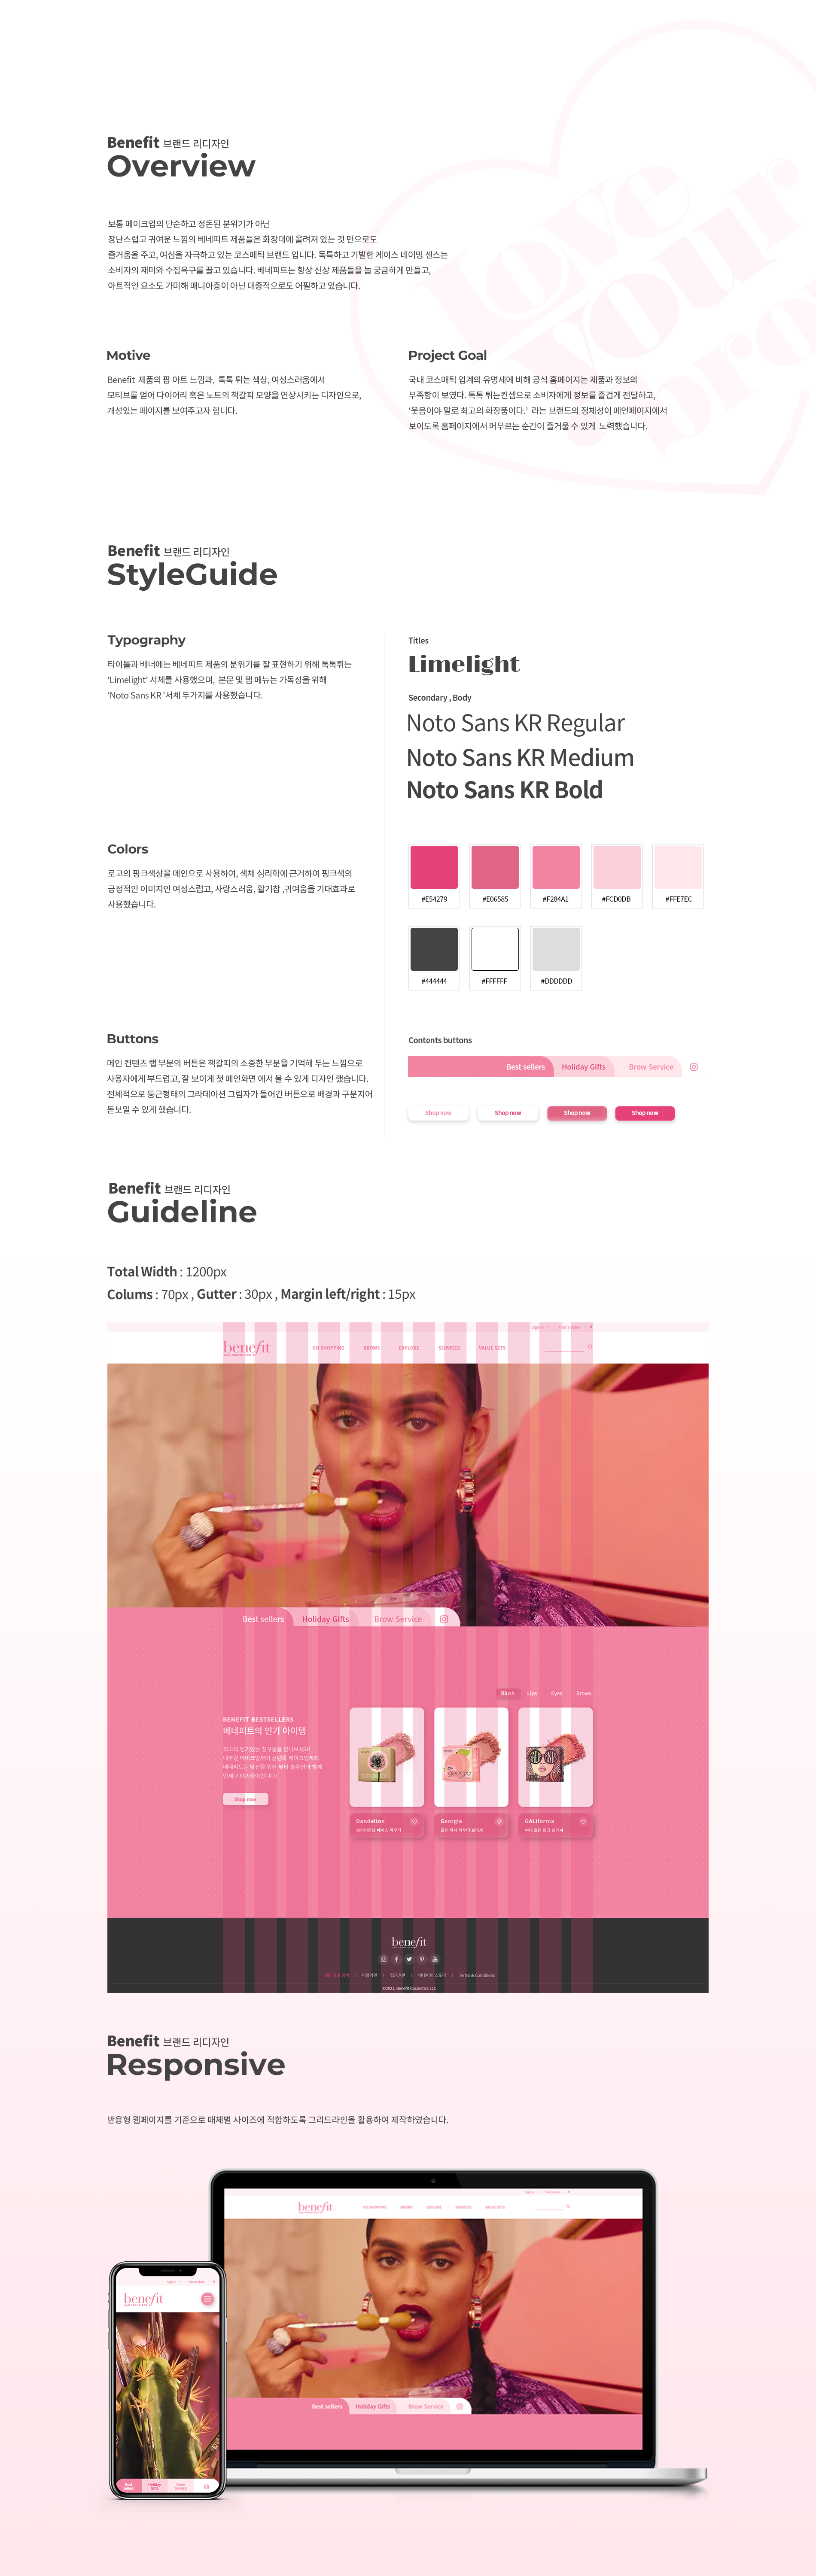 Love
your
bro
Benefit 브랜드 리디자인
Overview
보통 메이크업의 단순하고 정돈된 분위기가 아닌
장난스럽고 귀여운 느낌의 베네피트 제품들은 화장대에 올려져 있는 것 만으로도
즐거움을 주고, 여심을 자극하고 있는 코스메틱 브랜드 입니다. 독특하고 기발한 케이스 네이밍 센스는
소비자의 재미와 수집욕구를 끌고 있습니다. 베네피트는 항상 신상 제품들을 늘 궁금하게 만들고,
아트적인 요소도 가미해 매니아층이 아닌 대중적으로도 어필하고 있습니다.
Motive
Benefit 제품의 팝 아트 느낌과, 톡톡 튀는 색상, 여성스러움에서
모티브를 얻어 다이어리 혹은 노트의 책갈피 모양을 연상시키는 디자인으로,
개성있는 페이지를 보여주고자 합니다.
Project Goal
국내 코스매틱 업계의 유명세에 비해 공식 홈페이지는 제품과 정보의
부족함이 보였다. 톡톡 튀는컨셉으로 소비자에게 정보를 즐겁게 전달하고,
‘웃음이야 말로 최고의 화장품이다.’ 라는 브랜드의 정체성이 메인페이지에서
보이도록 홈페이지에서 머무르는 순간이 즐거울 수 있게 노력했습니다.
Benefit 브랜드 리디자인
StyleGuide
Typography
타이틀과 배너에는 베네피트 제품의 분위기를 잘 표현하기 위해 톡톡튀는
‘Limelight’ 서체를 사용했으며, 본문 및 탭 메뉴는 가독성을 위해
‘Noto Sans KR ’서체 두가지를 사용했습니다.
Titles
Limelight
Secondary , Body
Noto Sans KR Regular
Noto Sans KR Medium
Noto Sans KR Bold
Colors
로고의 핑크색상을 메인으로 사용하여, 색채 심리학에 근거하여 핑크색의
긍정적인 이미지인 여성스럽고, 사랑스러움, 활기참 ,귀여움을 기대효과로
사용했습니다.
#E54279
#E06585
#F284A1
#FCD0DB
#FFE7EC
#444444
#FFFFFF
#DDDDDD
Buttons
메인 컨텐츠 탭 부분의 버튼은 책갈피의 소중한 부분을 기억해 두는 느낌으로
사용자에게 부드럽고, 잘 보이게 첫 메인화면 에서 볼 수 있게 디자인 했습니다.
전체적으로 둥근형태의 그라데이션 그림자가 들어간 버튼으로 배경과 구분지어
돋보일 수 있게 했습니다.
Contents buttons
Best sellers
Holiday Gifts
Brow Service
Shop now
Shop now
Shop now
Shop now
Benefit 브랜드 리디자인
Guideline
Total Width : 1200px
Colums : 70px , Gutter : 30px , Margin left/right : 15px
Sign in
Find a store
benefit
SAN FRANCISCO
GO SHOPPING
BROWS
EXPLORE
SERVICES
VALUE SETS
Best sellers
Holiday Gifts
Brow Service
Blush
Lips
Eyes
Brows
BENEFIT BESTSELLERS
베네피트의 인기 아이템
Shop now
georgia
Dandelion
Georgia
GALifornia
benefit
Terms & Conditions
©2021, Benefit Cosmetics LLC
Benefit 브랜드 리디자인
Responsive
반응형 웹페이지를 기준으로 매체별 사이즈에 적합하도록 그리드라인을 활용하여 제작하였습니다.
Sign in
Find a store
benefit
GO SHOPPING
BROWS
EXPLORE
SERVICES
VALUE SETS
Best sellers
Holiday Gifts
Brow Service
Sign in
Find a store
benefit
Best
sellers
Holiday
Gifts
Brow
Service